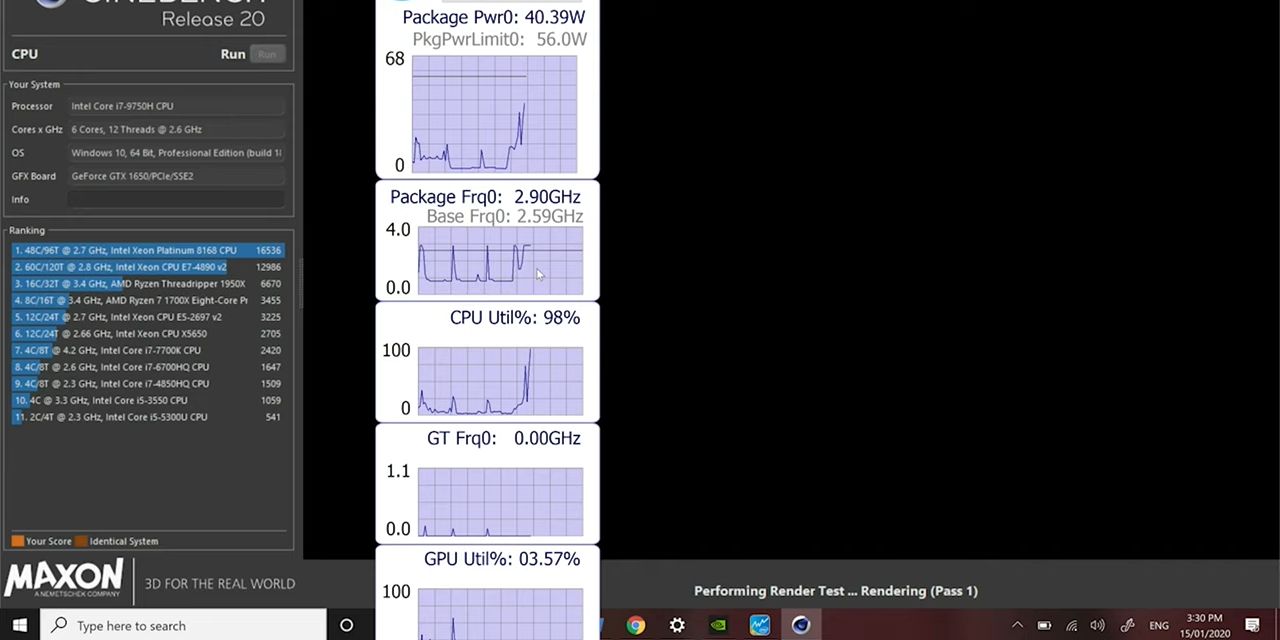 CINEBENCH
Release 20
CPU
Run
Run
Your System
Processor
Intel Core i7-9750H CPU
Cores x GHz
6 Cores, 12 Threads @ 2.6 GHz
OS
Windows 10, 64 Bit, Professional Edition (build 18
GFX Board
GeForce GTX 1650/PCIe/SSE2
Info
Ranking
1. 48C/96T @ 2.7 GHz, Intel Xeon Platinum 8168 CPU 16536
2. 60C/120T @ 2.8 GHz, Intel Xeon CPU E7-4890 v2 12986
3. 16C/32T @ 3.4 GHz, AMD Ryzen Threadripper 1950X 6670
4. 8C/16T @ 3.4 GHz, AMD Ryzen 7 1700X Eight-Core Pr 3455
5. 12C/24T @ 2.7 GHz, Intel Xeon CPU E5-2697 v2 3225
6. 12C/24T @ 2.66 GHz, Intel Xeon CPU X5650 2705
7. 4C/8T @ 4.2 GHz, Intel Core i7-7700K CPU 2420
8. 4C/8T @ 2.6 GHz, Intel Core i7-6700HQ CPU 1647
9. 4C/8T @ 2.3 GHz, Intel Core i7-4850HQ CPU 1509
10. 4C @ 3.3 GHz, Intel Core i5-3550 CPU 1059
11. 2C/4T @ 2.3 GHz, Intel Core i5-5300U CPU 541
Your Score
Identical System
MAXON
A NEMETSCHEK COMPANY
3D FOR THE REAL WORLD
Package Pwr0: 40.39W
PkgPwrLimit0: 56.0W
68
0
Package Frq0: 2.90GHz
Base Frq0: 2.59GHz
4.0
0.0
CPU Util%: 98%
100
0
GT Frq0: 0.00GHz
1.1
0.0
GPU Util%: 03.57%
100
Performing Render Test ... Rendering (Pass 1)
Type here to search
ENG
3:30 PM
15/01/2020